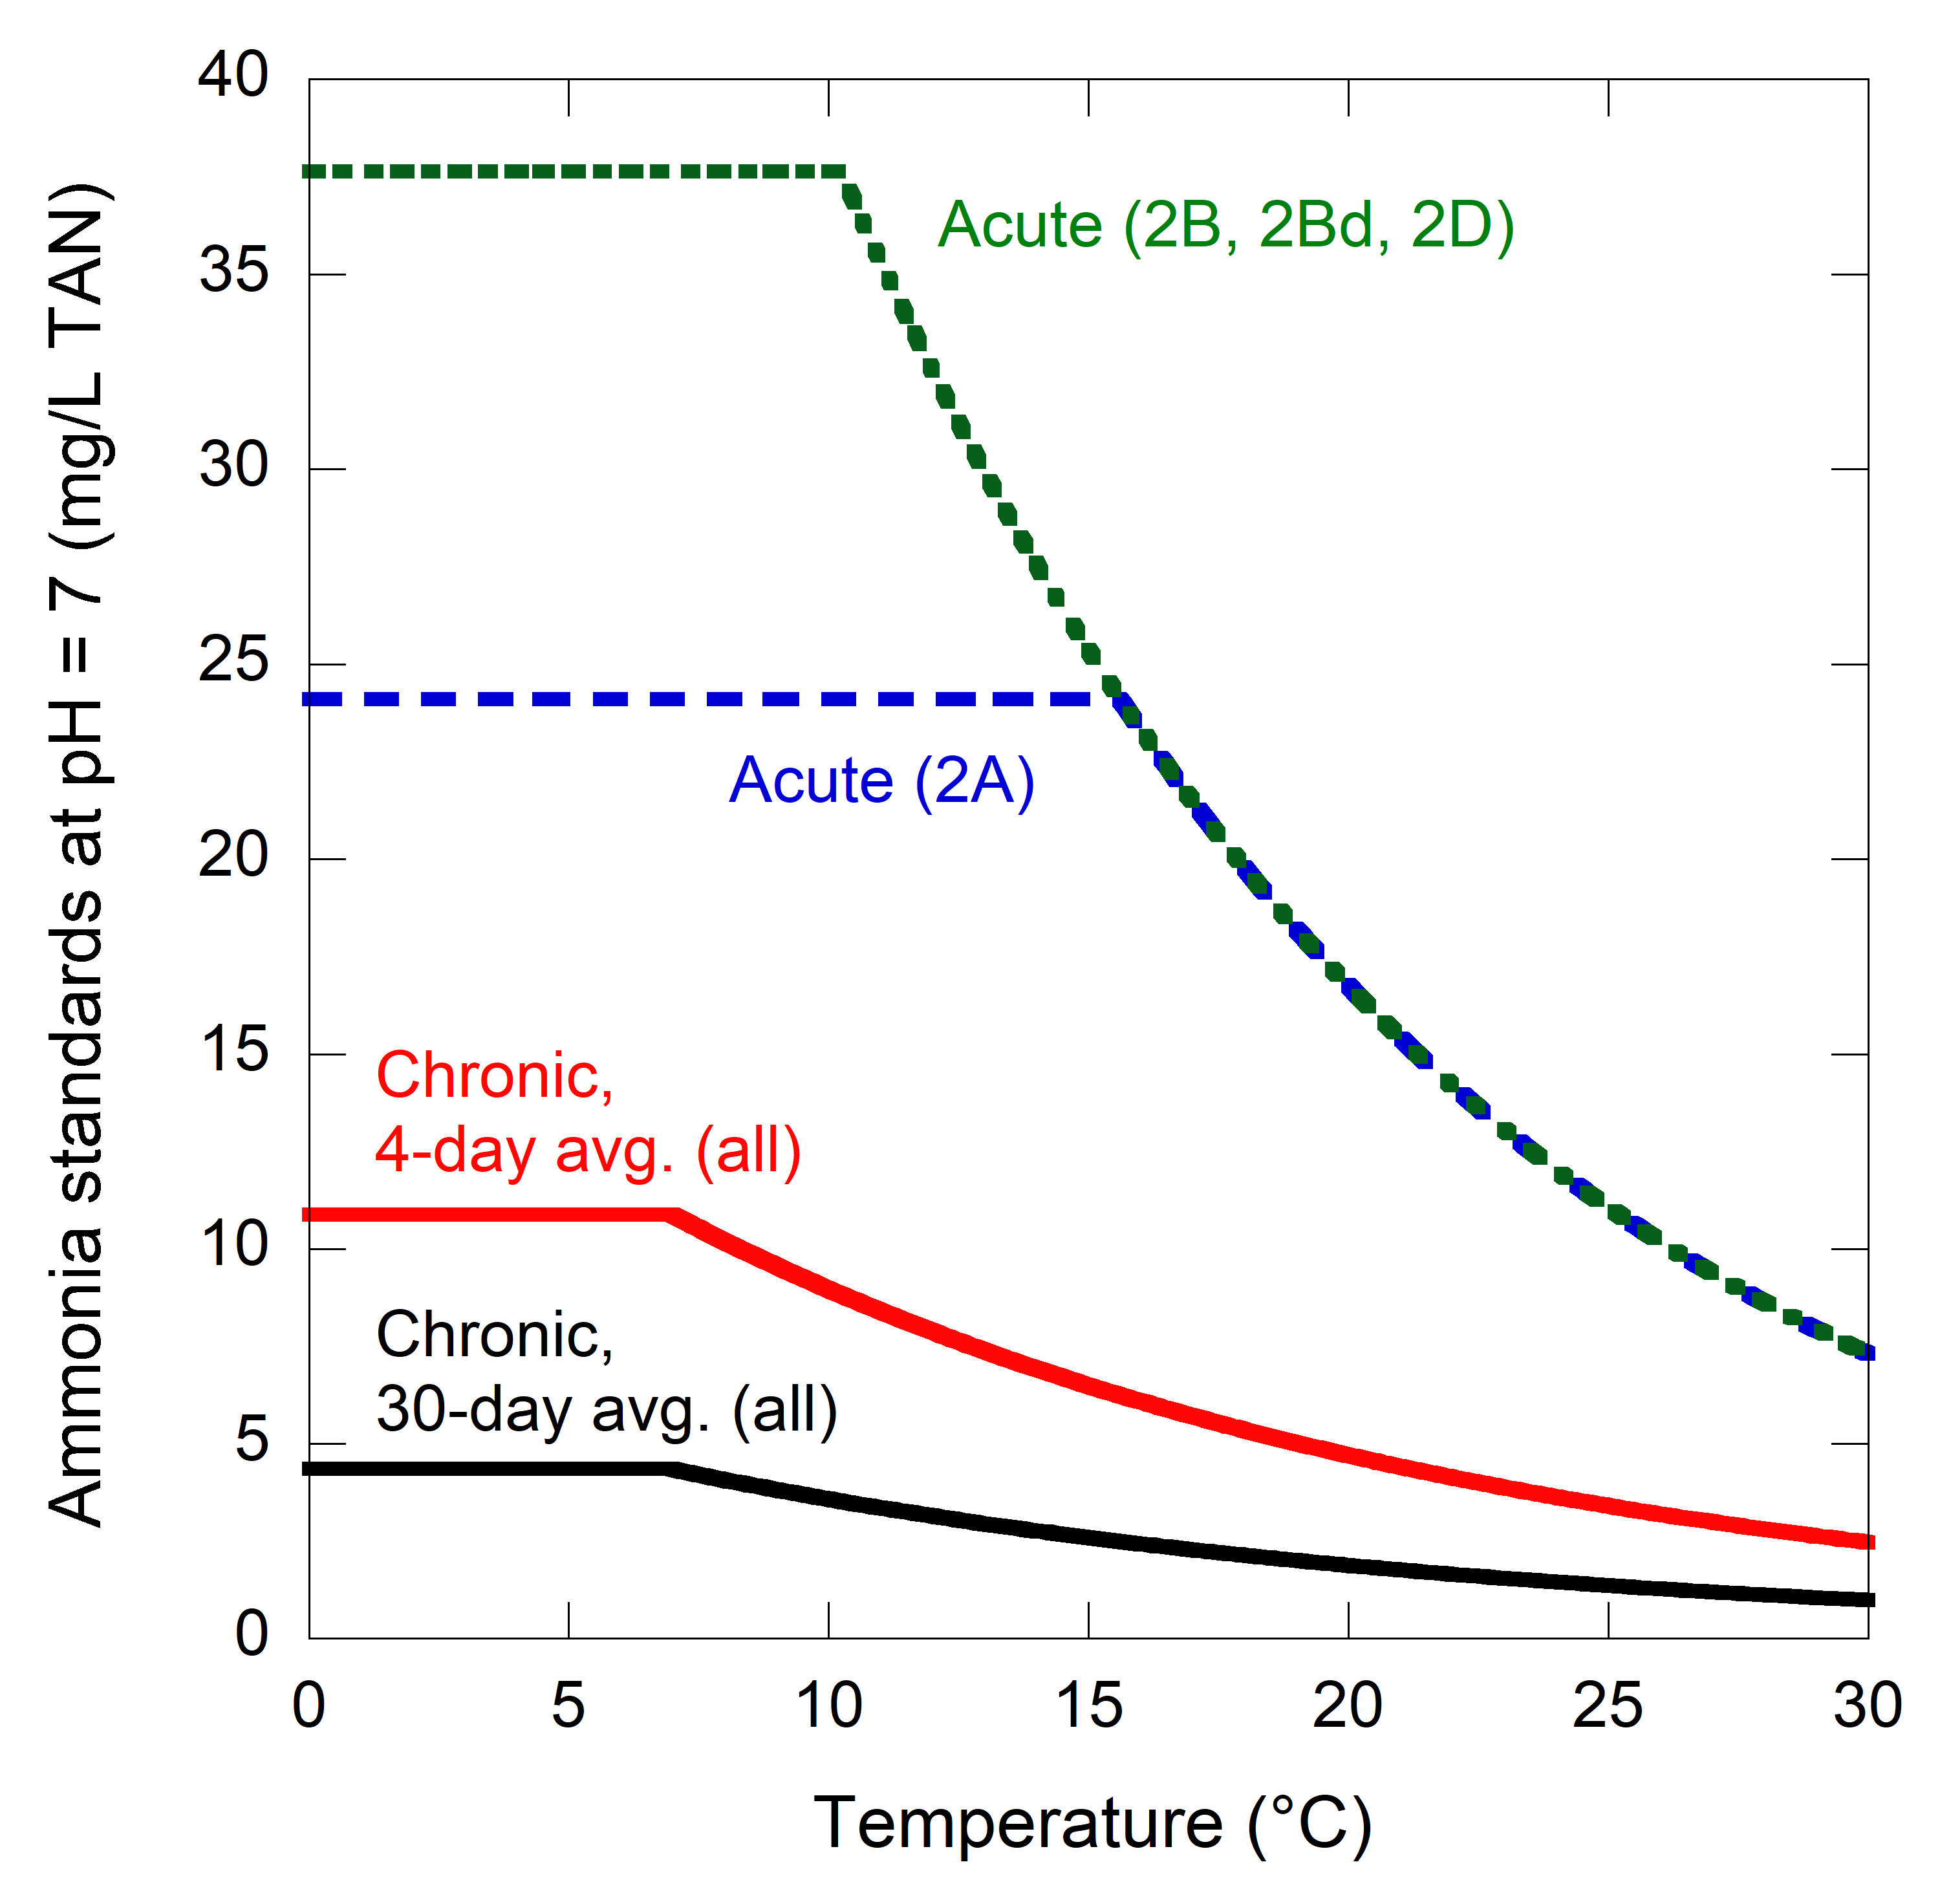 Ammonia standards at pH = 7 (mg/L TAN)
40
35
30
25
20
15
10
5
0
Acute (2B, 2Bd, 2D)
Acute (2A)
Chronic,
4-day avg. (all)
Chronic,
30-day avg. (all)
0 5 10 15 20 25 30
Temperature (°C)